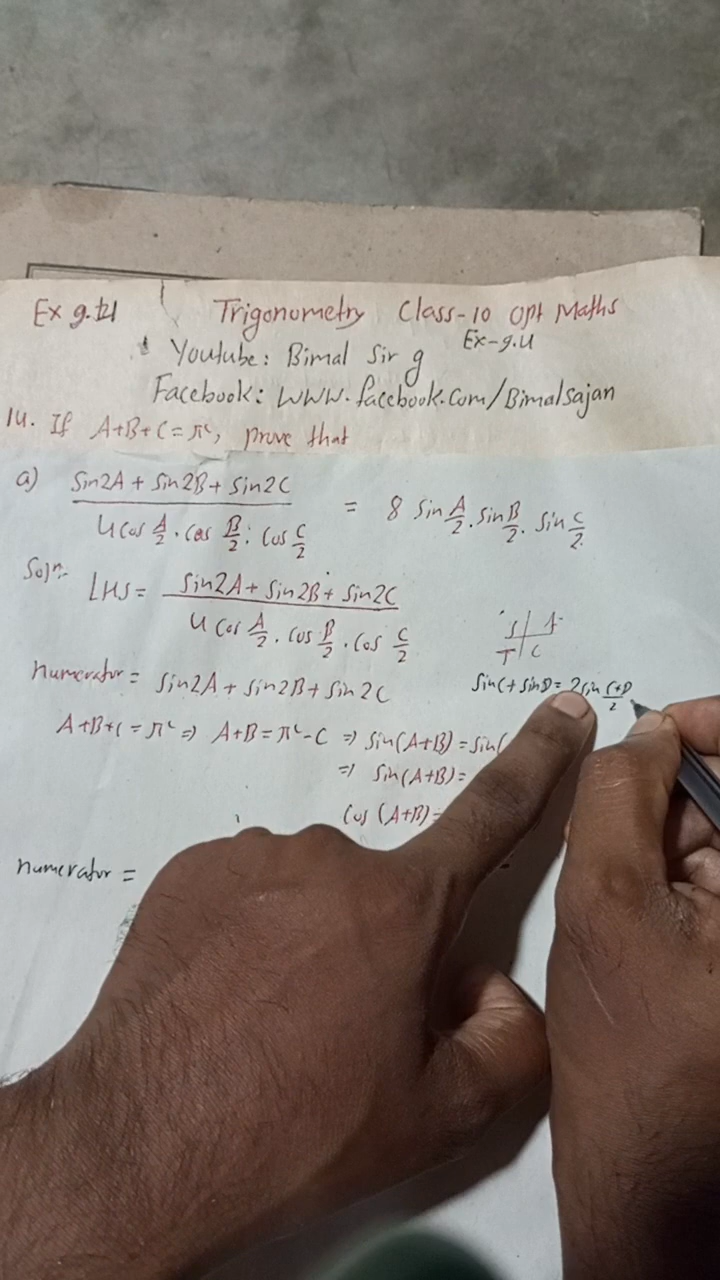 Ex 9.4 Trigonometry Class-10 Opt Maths
Ex-9.4
Youtube: Bimal Sir g
Facebook: www.facebook.com/Bimalsajan
14. If A+B+C = πᶜ, prove that
a) Sin2A + Sin2B + Sin2C / 4 Cos A/2 . Cos B/2 . Cos C/2 = 8 Sin A/2 . Sin B/2 . Sin C/2
Soln:
LHS = Sin2A + Sin2B + Sin2C / 4 Cos A/2 . Cos B/2 . Cos C/2
S A
T C
numerator = Sin2A + Sin2B + Sin2C
SinC + SinD = 2Sin C+D/2
A+B+C = πᶜ ⇒ A+B = πᶜ-C ⇒ Sin(A+B) = Sin(
⇒ Sin(A+B) =
Cos (A+B) =
numerator =